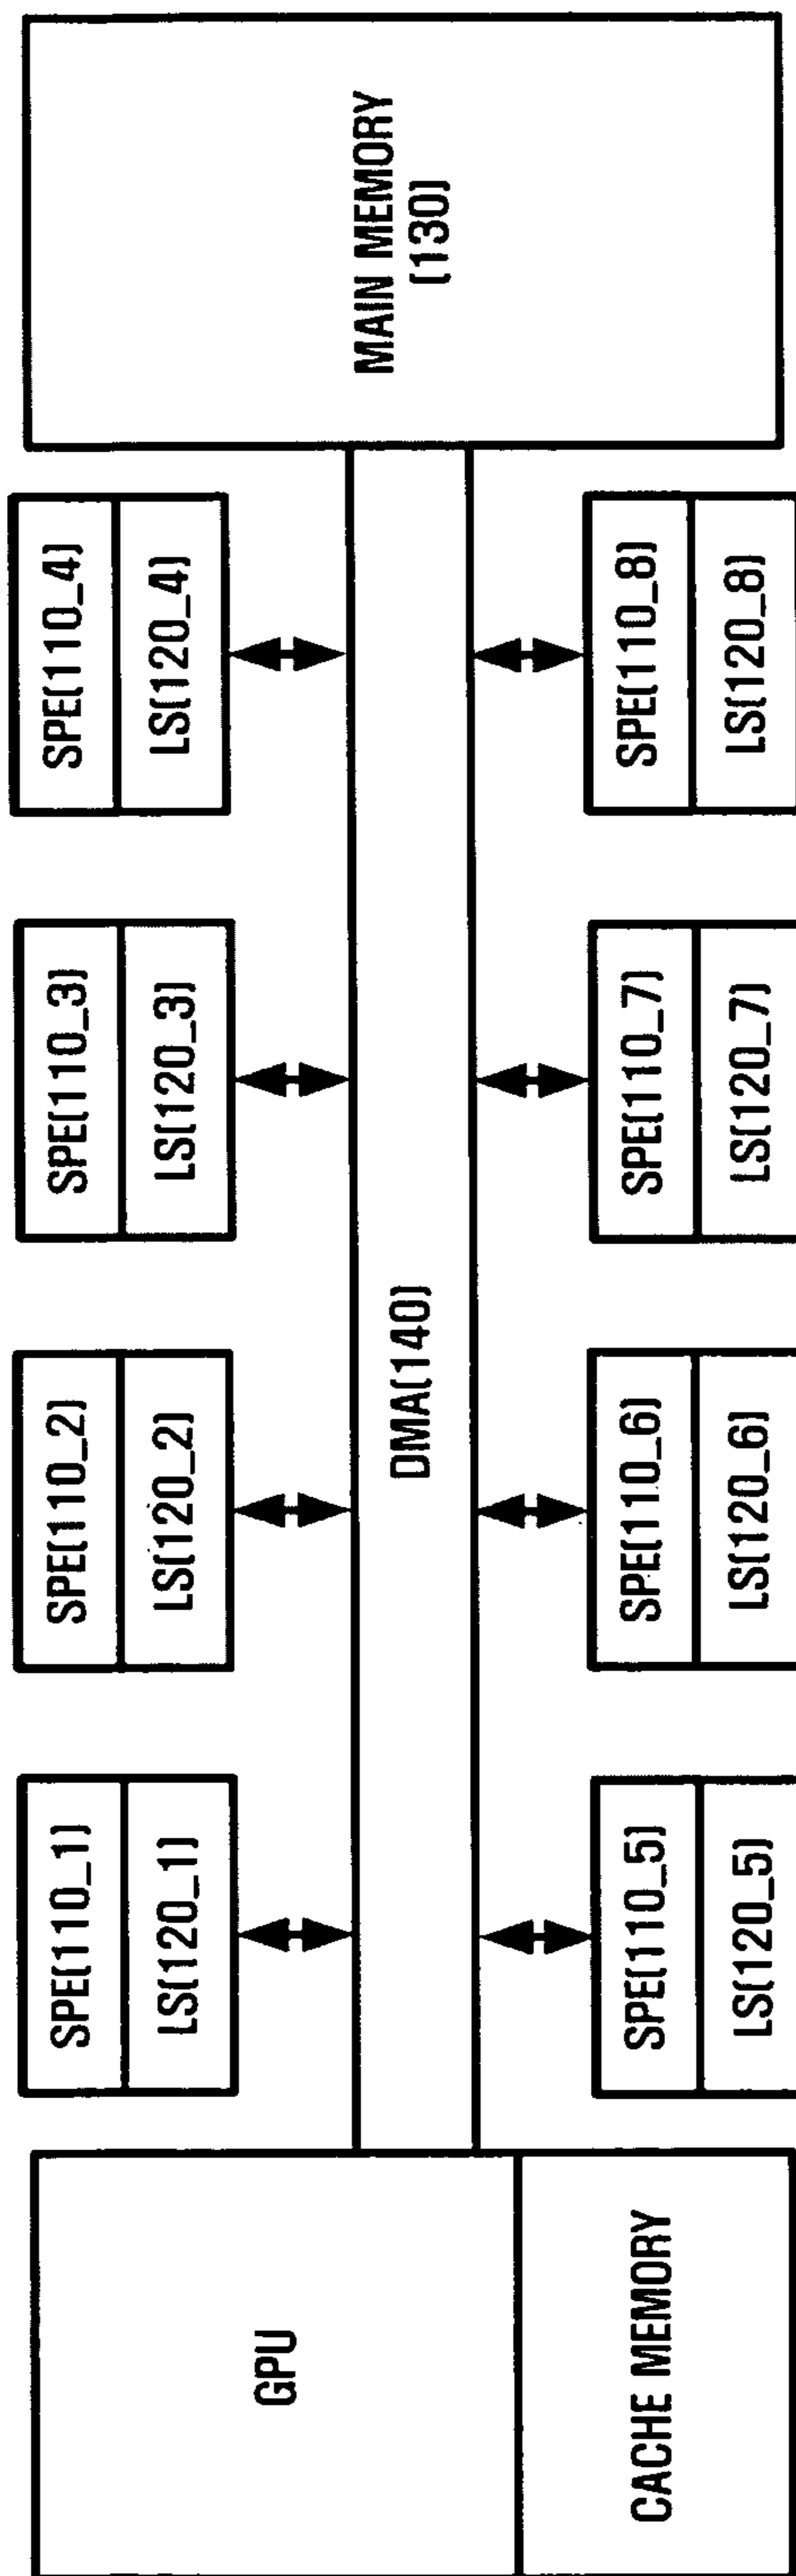 SPE(110_1)
LS(120_1)
SPE(110_2)
LS(120_2)
SPE(110_3)
LS(120_3)
SPE(110_4)
LS(120_4)
GPU
CACHE MEMORY
DMA(140)
MAIN MEMORY
(130)
SPE(110_5)
LS(120_5)
SPE(110_6)
LS(120_6)
SPE(110_7)
LS(120_7)
SPE(110_8)
LS(120_8)